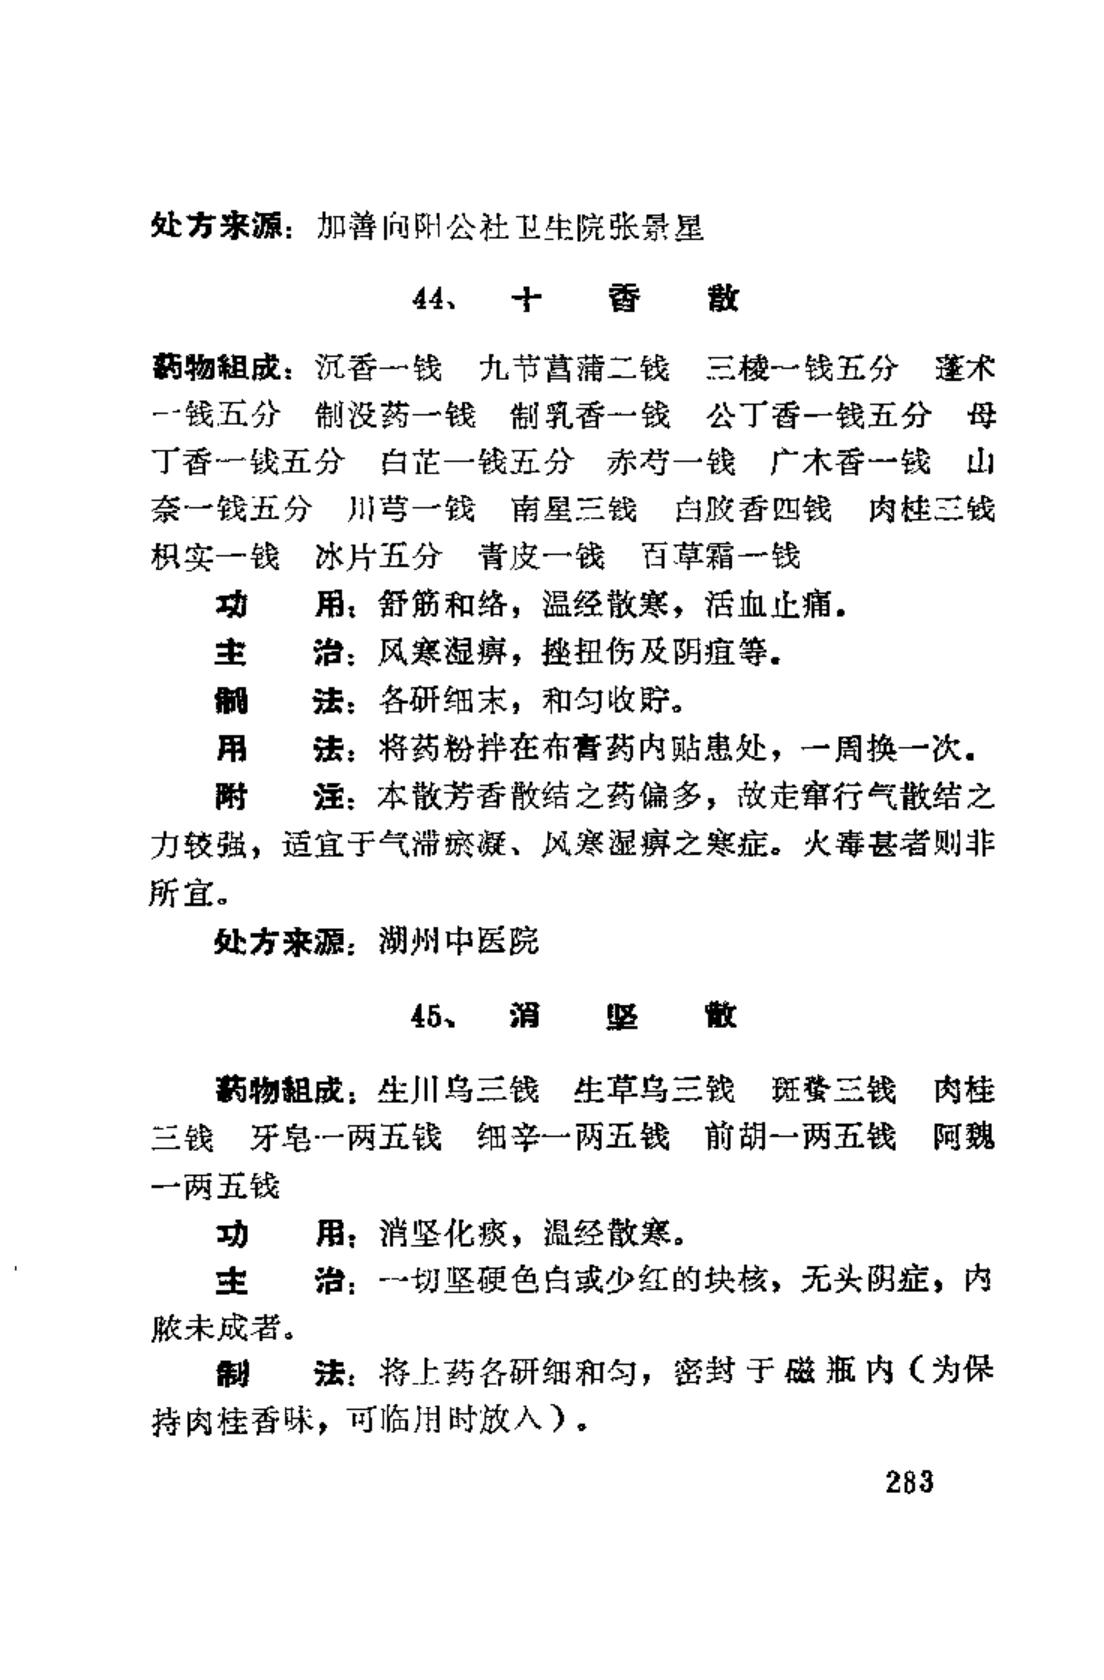 处方来源：加善向阳公社卫生院张景星
44、 十 香 散
药物组成：沉香一钱 九节菖蒲二钱 三棱一钱五分 蓬术
一钱五分 制没药一钱 制乳香一钱 公丁香一钱五分 母
丁香一钱五分 白芷一钱五分 赤芍一钱 广木香一钱 山
奈一钱五分 川芎一钱 南星三钱 白胶香四钱 肉桂三钱
枳实一钱 冰片五分 青皮一钱 百草霜一钱
功 用：舒筋和络，温经散寒，活血止痛。
主 治：风寒湿痹，挫扭伤及阴疽等。
制 法：各研细末，和匀收贮。
用 法：将药粉拌在布膏药内贴患处，一周换一次。
附 注：本散芳香散结之药偏多，故走窜行气散结之
力较强，适宜于气滞瘀凝、风寒湿痹之寒症。火毒甚者则非
所宜。
处方来源：湖州中医院
45、 消 坚 散
药物组成：生川乌三钱 生草乌三钱 斑蝥三钱 肉桂
三钱 牙皂一两五钱 细辛一两五钱 前胡一两五钱 阿魏
一两五钱
功 用：消坚化痰，温经散寒。
主 治：一切坚硬色白或少红的块核，无头阴症，内
脓未成者。
制 法：将上药各研细和匀，密封于磁瓶内（为保
持肉桂香味，可临用时放入）。
283